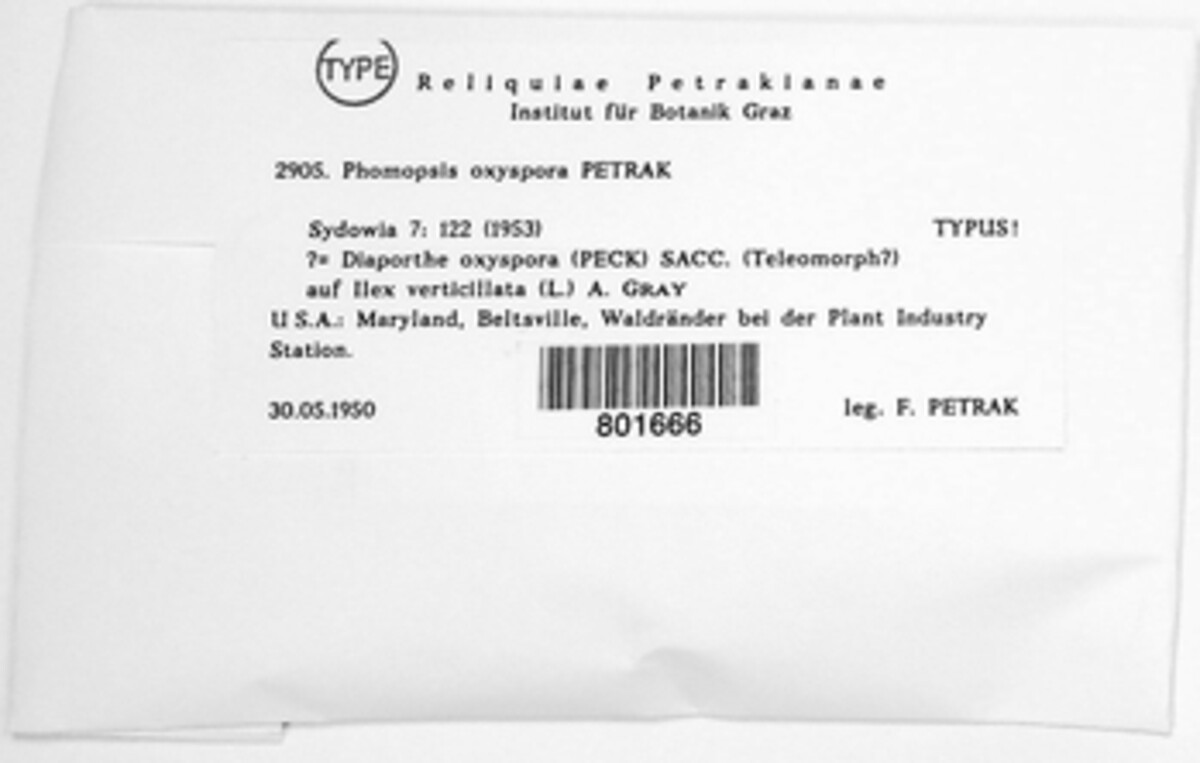 TYPE
Reliquiae Petrakianae
Institut für Botanik Graz
2905. Phomopsis oxyspora PETRAK
Sydowia 7: 122 (1953) TYPUS!
?= Diaporthe oxyspora (PECK) SACC. (Teleomorph?)
auf Ilex verticillata (L.) A. GRAY
U S.A.: Maryland, Beltsville, Waldränder bei der Plant Industry
Station.
30.05.1950 leg. F. PETRAK
801666